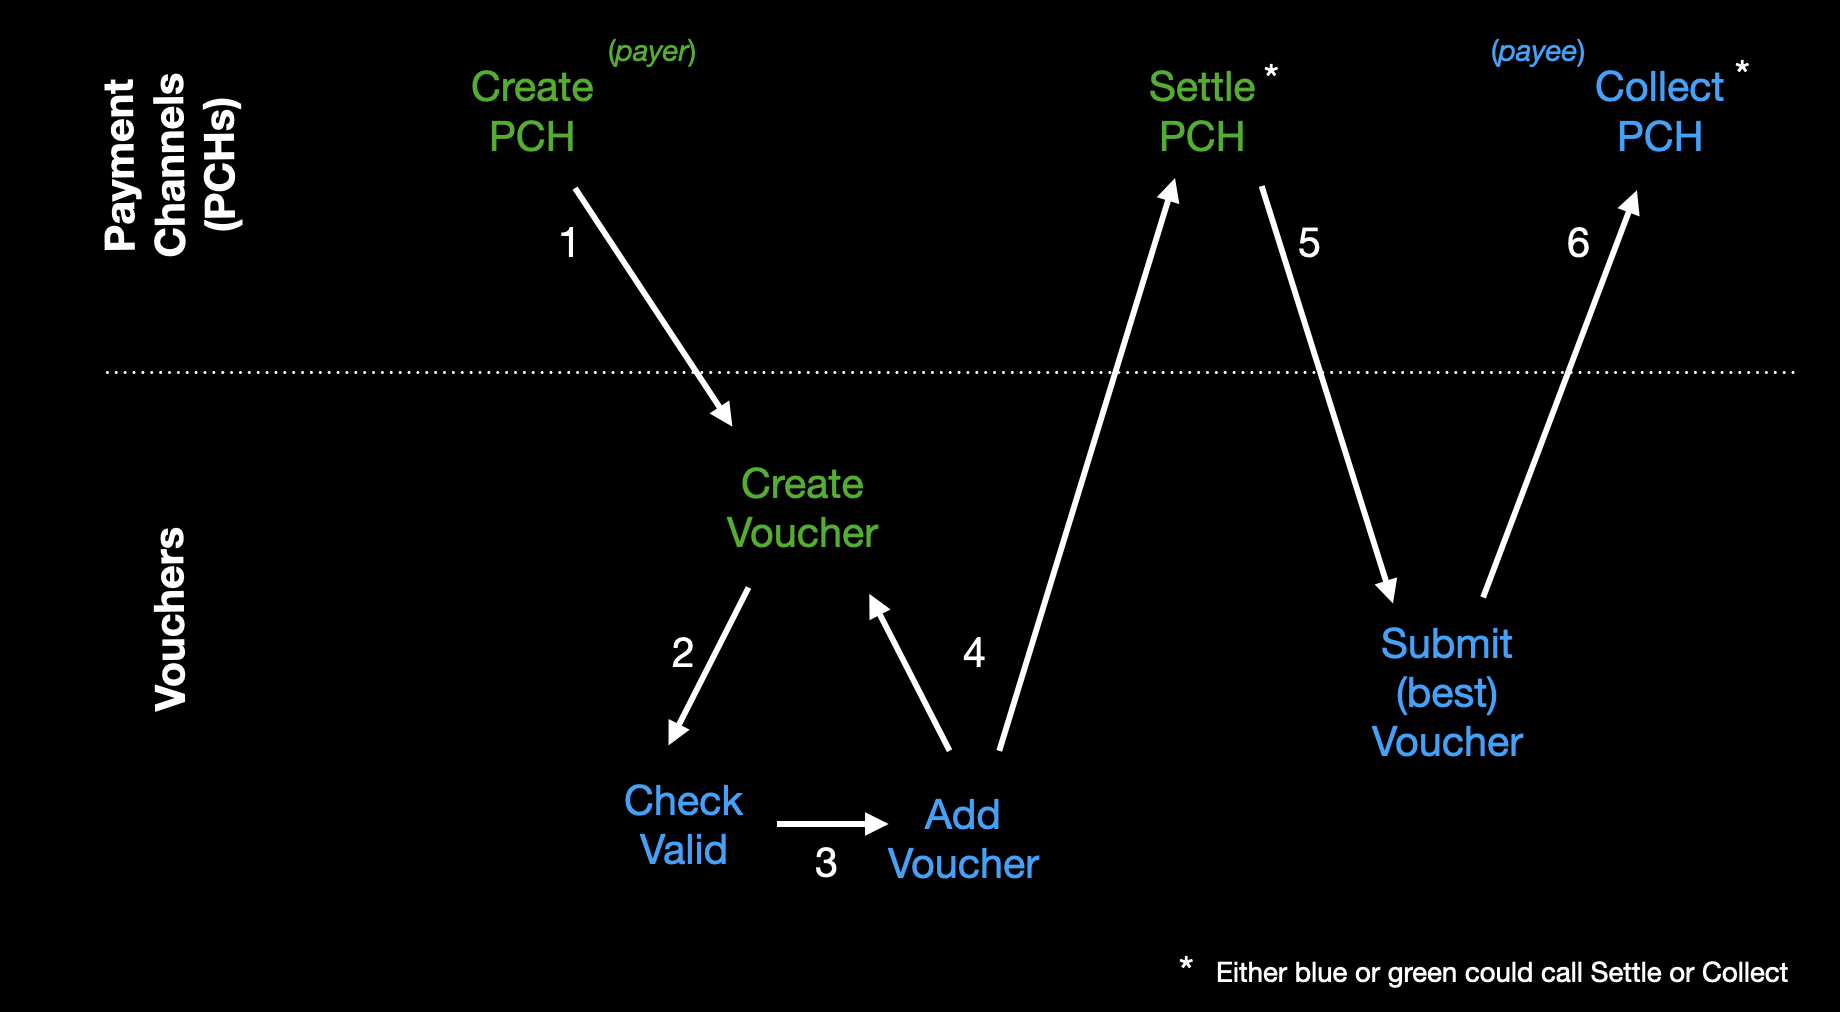 Payment
Channels
(PCHs)
(payer)
Create
PCH
Settle *
PCH
(payee)
Collect *
PCH
1
5
6
Vouchers
Create
Voucher
2
4
Submit
(best)
Voucher
Check
Valid
3
Add
Voucher
* Either blue or green could call Settle or Collect